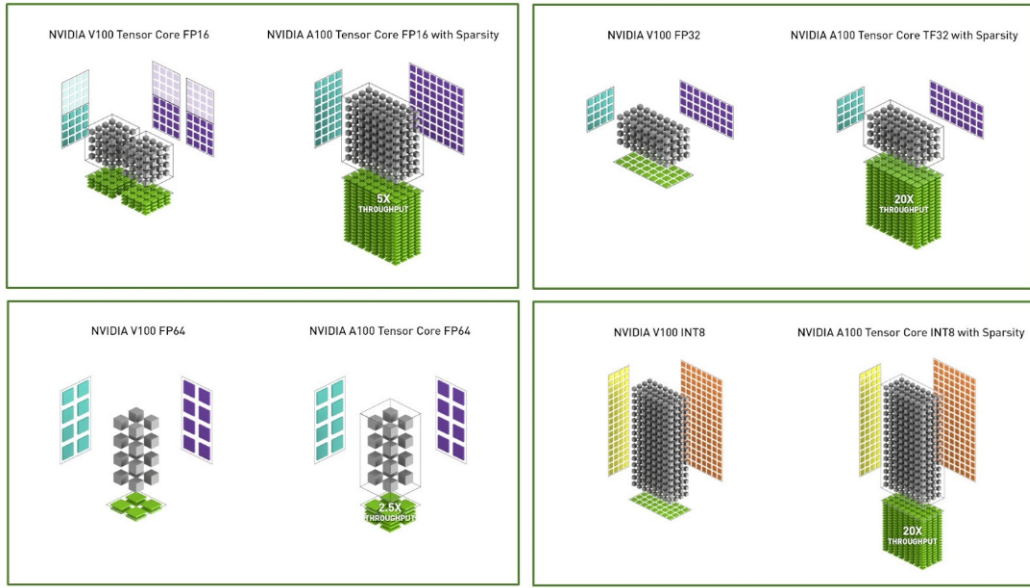 NVIDIA V100 Tensor Core FP16
NVIDIA A100 Tensor Core FP16 with Sparsity
5X
THROUGHPUT
NVIDIA V100 FP32
NVIDIA A100 Tensor Core TF32 with Sparsity
20X
THROUGHPUT
NVIDIA V100 FP64
NVIDIA A100 Tensor Core FP64
2.5X
THROUGHPUT
NVIDIA V100 INT8
NVIDIA A100 Tensor Core INT8 with Sparsity
20X
THROUGHPUT